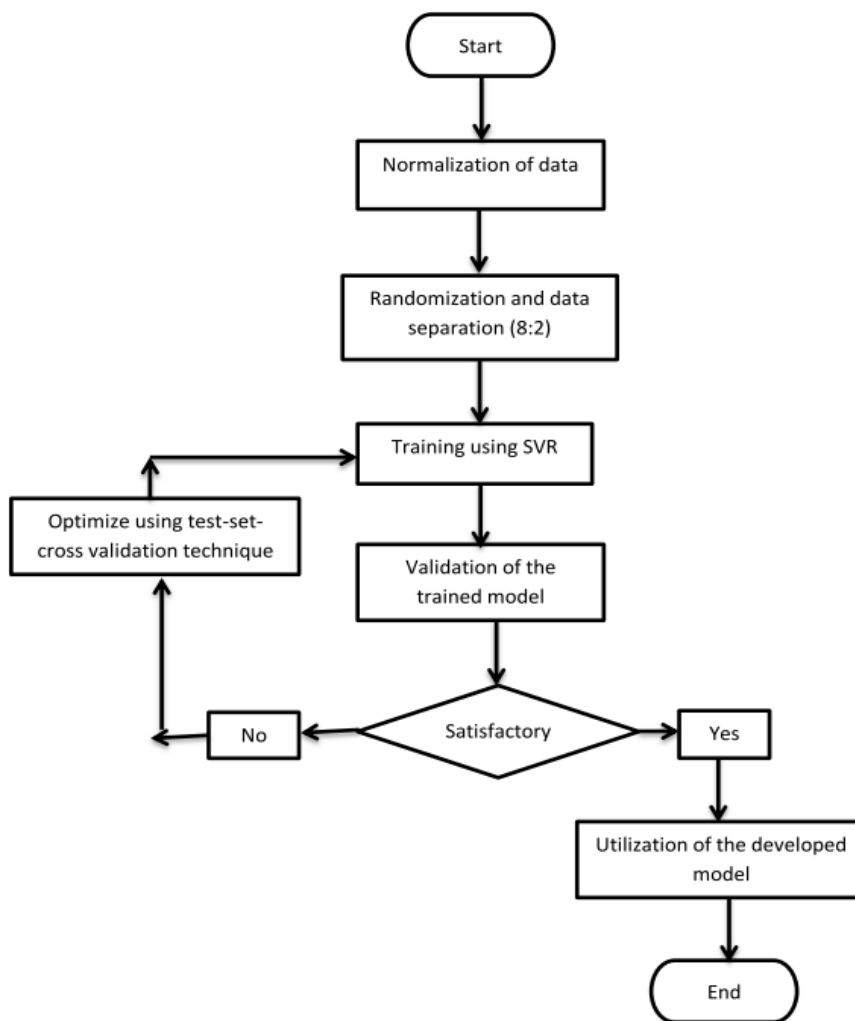 Start
Normalization of data
Randomization and data
separation (8:2)
Training using SVR
Optimize using test-set-
cross validation technique
Validation of the
trained model
Satisfactory
No
Yes
Utilization of the developed
model
End